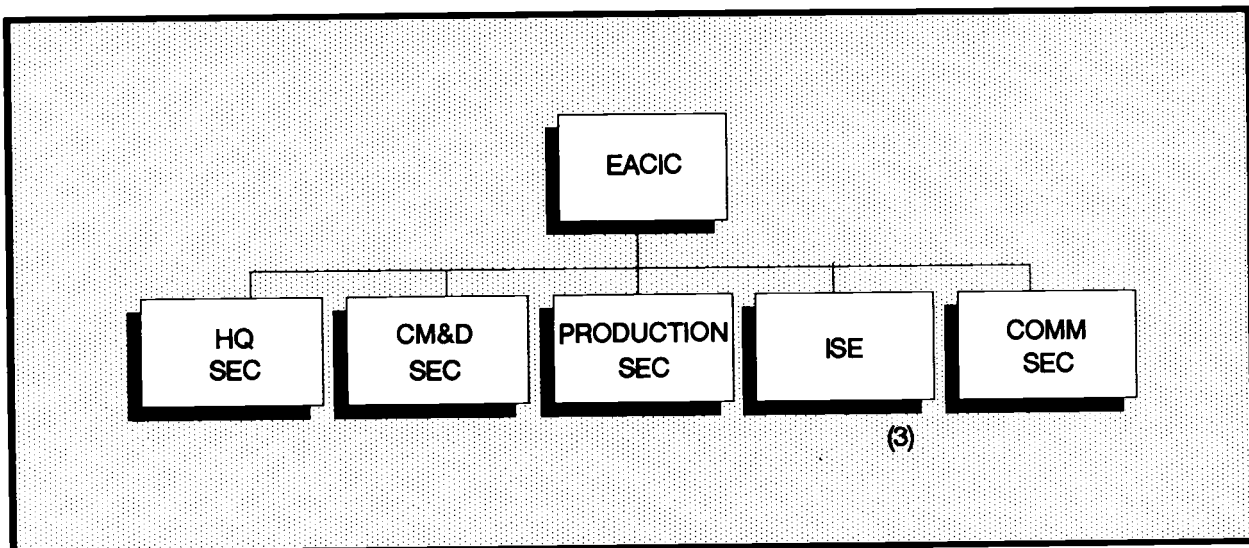 EACIC
HQ
SEC
CM&D
SEC
PRODUCTION
SEC
ISE
COMM
SEC
(3)